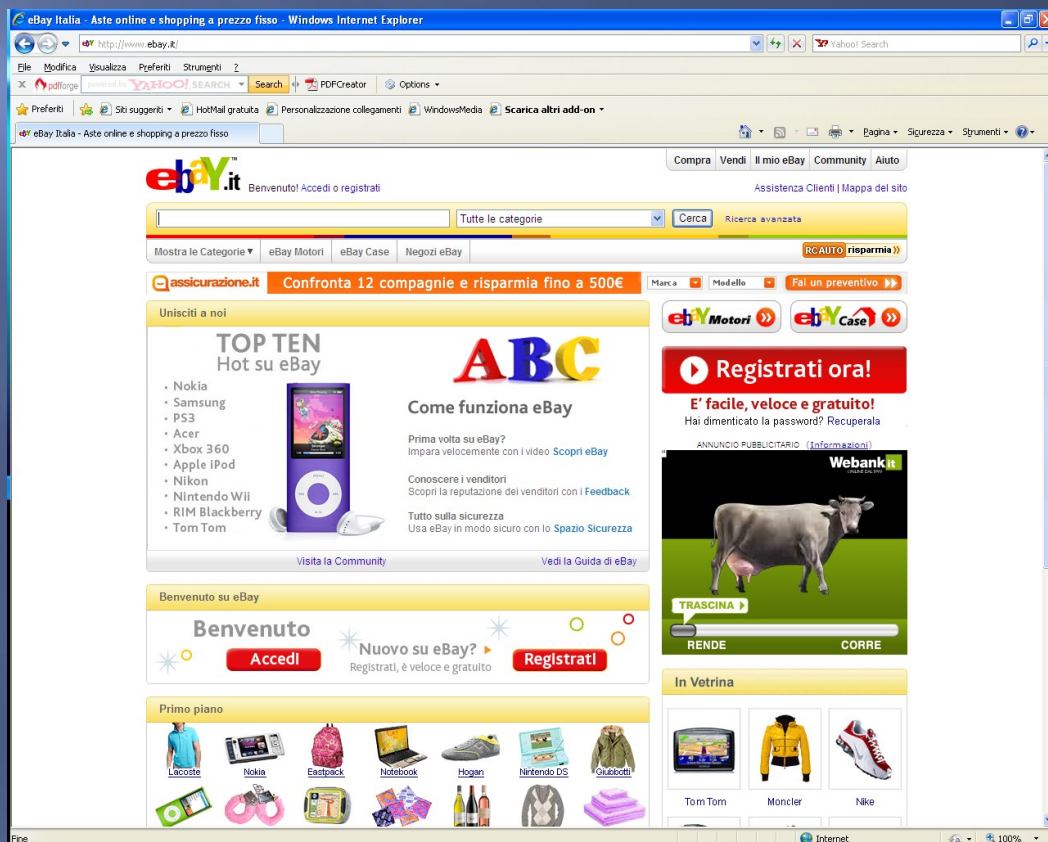 eBay Italia - Aste online e shopping a prezzo fisso - Windows Internet Explorer
http://www.ebay.it/
Yahoo! Search
File Modifica Visualizza Preferiti Strumenti ?
X pdfforge powered by YAHOO! SEARCH Search PDFCreator Options
Preferiti Siti suggeriti HotMail gratuita Personalizzazione collegamenti WindowsMedia Scarica altri add-on
eBay Italia - Aste online e shopping a prezzo fisso
Pagina Sicurezza Strumenti
Compra Vendi Il mio eBay Community Aiuto
ebay.it Benvenuto! Accedi o registrati
Assistenza Clienti | Mappa del sito
Tutte le categorie Cerca Ricerca avanzata
Mostra le Categorie eBay Motori eBay Case Negozi eBay
RCAUTO risparmia
assicurazione.it Confronta 12 compagnie e risparmia fino a 500€ Marca Modello Fai un preventivo
Unisciti a noi
TOP TEN
Hot su eBay
• Nokia
• Samsung
• PS3
• Acer
• Xbox 360
• Apple iPod
• Nikon
• Nintendo Wii
• RIM Blackberry
• Tom Tom
ABC
Come funziona eBay
Prima volta su eBay?
Impara velocemente con i video Scopri eBay
Conoscere i venditori
Scopri la reputazione dei venditori con i Feedback
Tutto sulla sicurezza
Usa eBay in modo sicuro con lo Spazio Sicurezza
Visita la Community
Vedi la Guida di eBay
ebay Motori
ebay Case
Registrati ora!
E' facile, veloce e gratuito!
Hai dimenticato la password? Recuperala
ANNUNCIO PUBBLICITARIO (Informazioni)
Webank.it
TRASCINA
RENDE CORRE
Benvenuto su eBay
Benvenuto
Accedi
Nuovo su eBay?
Registrati, è veloce e gratuito
Registrati
Primo piano
Lacoste Nokia Eastpack Notebook Hogan Nintendo DS Giubbotti
In Vetrina
Tom Tom Moncler Nike
Fine
Internet
100%